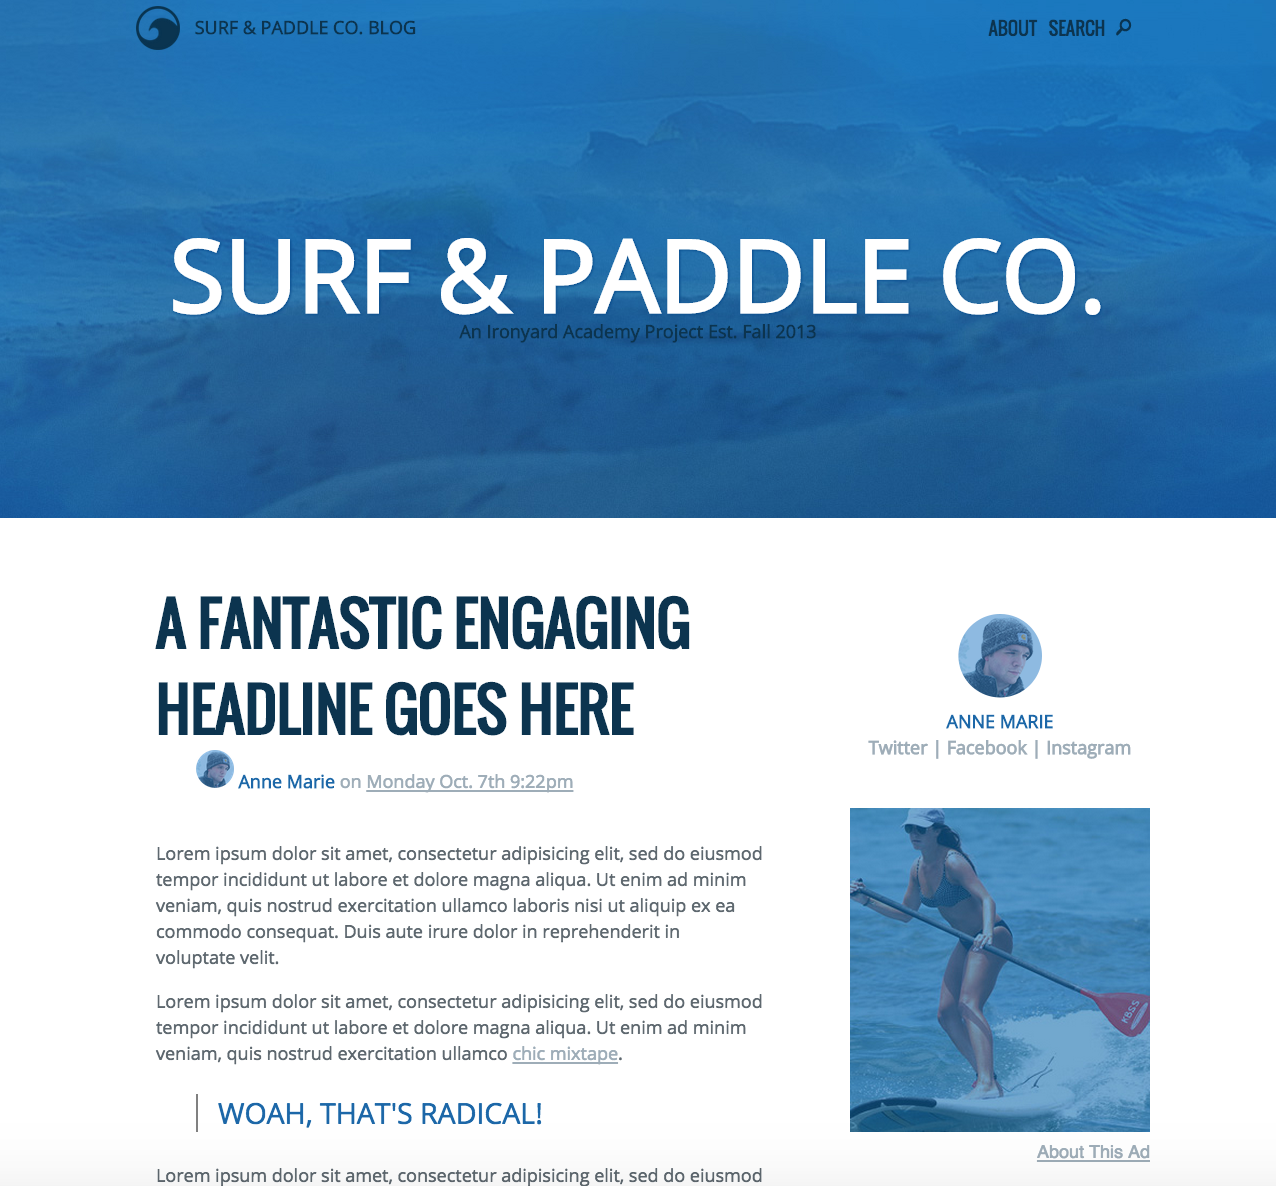 SURF & PADDLE CO. BLOG
ABOUT SEARCH
SURF & PADDLE CO.
An Ironyard Academy Project Est. Fall 2013
A FANTASTIC ENGAGING
HEADLINE GOES HERE
Anne Marie on Monday Oct. 7th 9:22pm
Lorem ipsum dolor sit amet, consectetur adipisicing elit, sed do eiusmod
tempor incididunt ut labore et dolore magna aliqua. Ut enim ad minim
veniam, quis nostrud exercitation ullamco laboris nisi ut aliquip ex ea
commodo consequat. Duis aute irure dolor in reprehenderit in
voluptate velit.
Lorem ipsum dolor sit amet, consectetur adipisicing elit, sed do eiusmod
tempor incididunt ut labore et dolore magna aliqua. Ut enim ad minim
veniam, quis nostrud exercitation ullamco chic mixtape.
WOAH, THAT'S RADICAL!
Lorem ipsum dolor sit amet, consectetur adipisicing elit, sed do eiusmod
ANNE MARIE
Twitter | Facebook | Instagram
KBSS
About This Ad